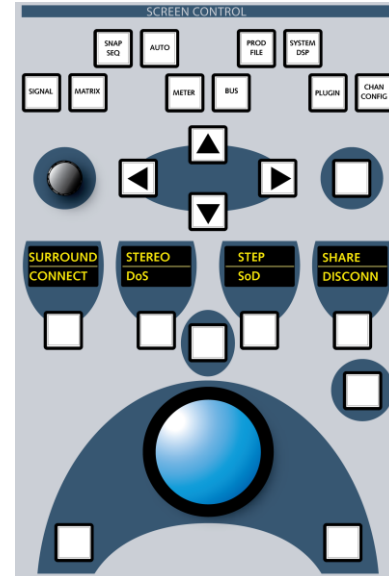 SCREEN CONTROL
SNAP
SEQ
AUTO
PROD
FILE
SYSTEM
DSP
SIGNAL
MATRIX
METER
BUS
PLUGIN
CHAN
CONFIG
SURROUND
CONNECT
STEREO
DoS
STEP
SoD
SHARE
DISCONN